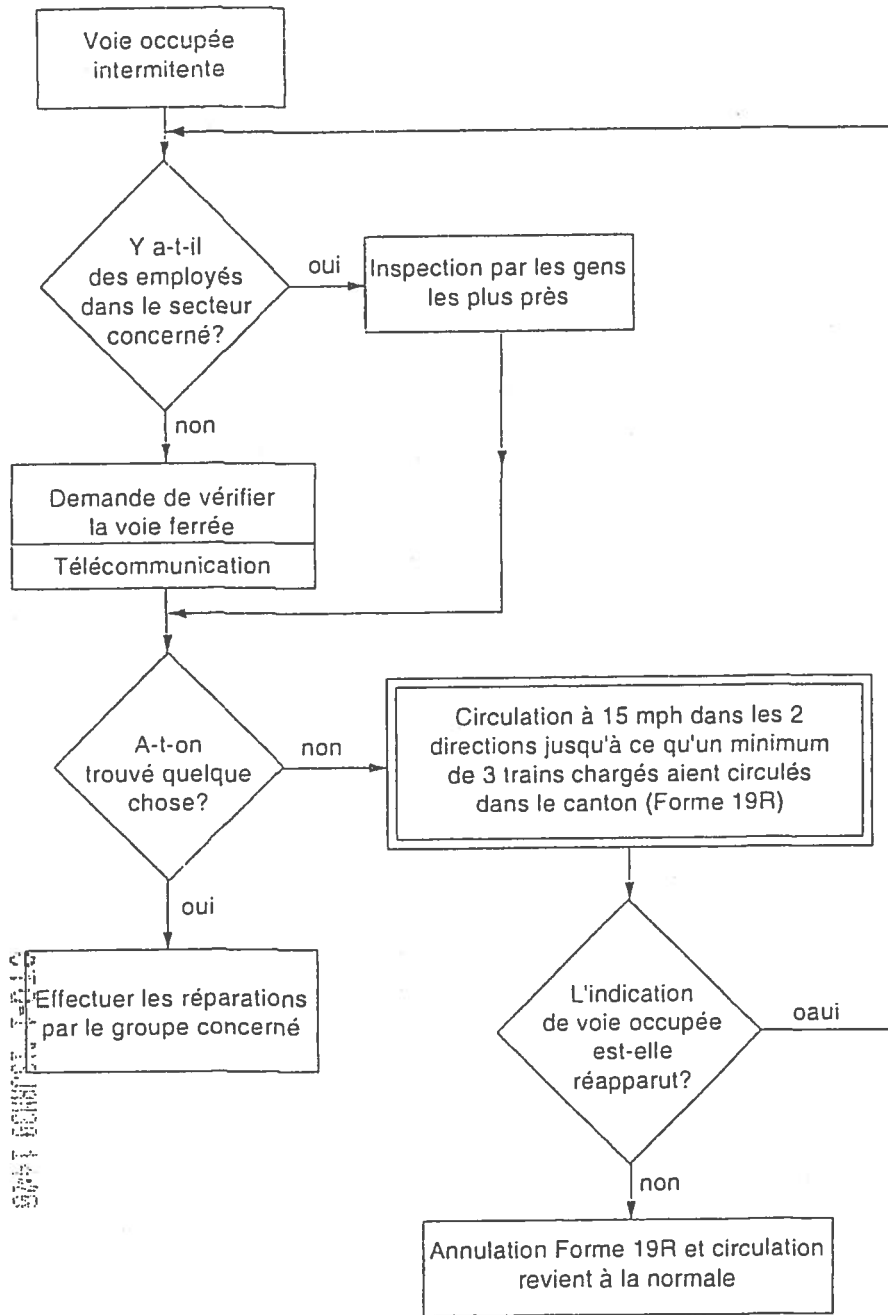 Voie occupée
intermitente
Y a-t-il
des employés
dans le secteur
concerné?
oui
Inspection par les gens
les plus près
non
Demande de vérifier
la voie ferrée
Télécommunication
A-t-on
trouvé quelque
chose?
non
Circulation à 15 mph dans les 2
directions jusqu'à ce qu'un minimum
de 3 trains chargés aient circulés
dans le canton (Forme 19R)
oui
Effectuer les réparations
par le groupe concerné
L'indication
de voie occupée
est-elle
réapparut?
oaui
non
Annulation Forme 19R et circulation
revient à la normale